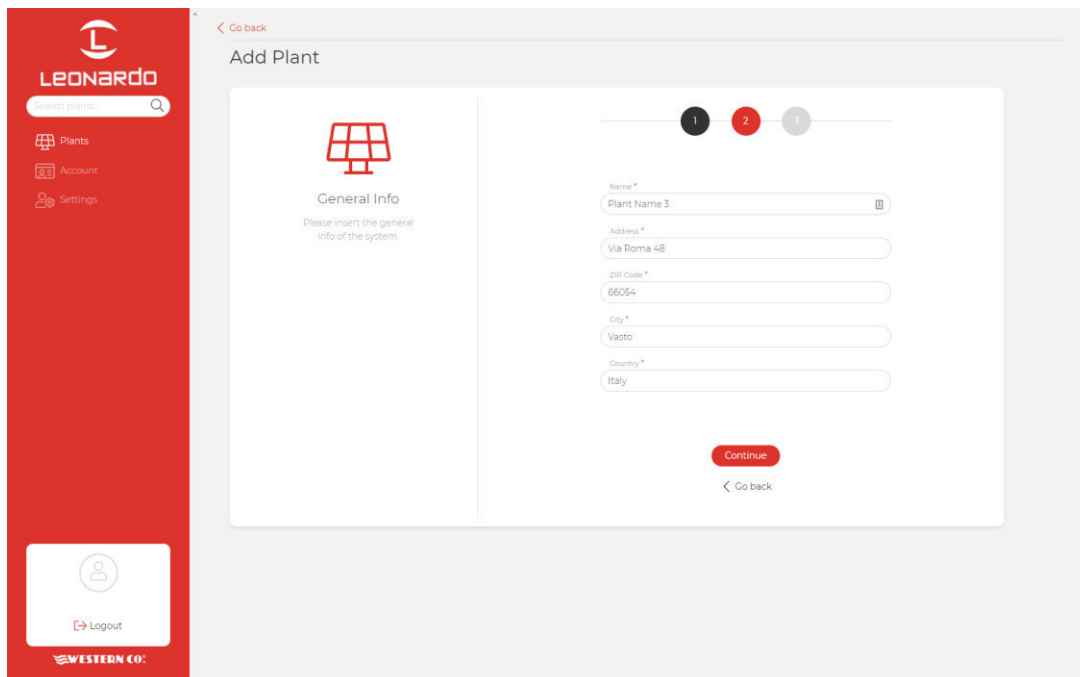 Leonardo
Search plants...
Plants
Account
Settings
Logout
WESTERN CO.
Go back
Add Plant
General Info
Please insert the general
info of the system.
1 2 3
Name *
Plant Name 3
Address *
Via Roma 48
ZIP Code *
66054
City *
Vasto
Country *
Italy
Continue
Go back